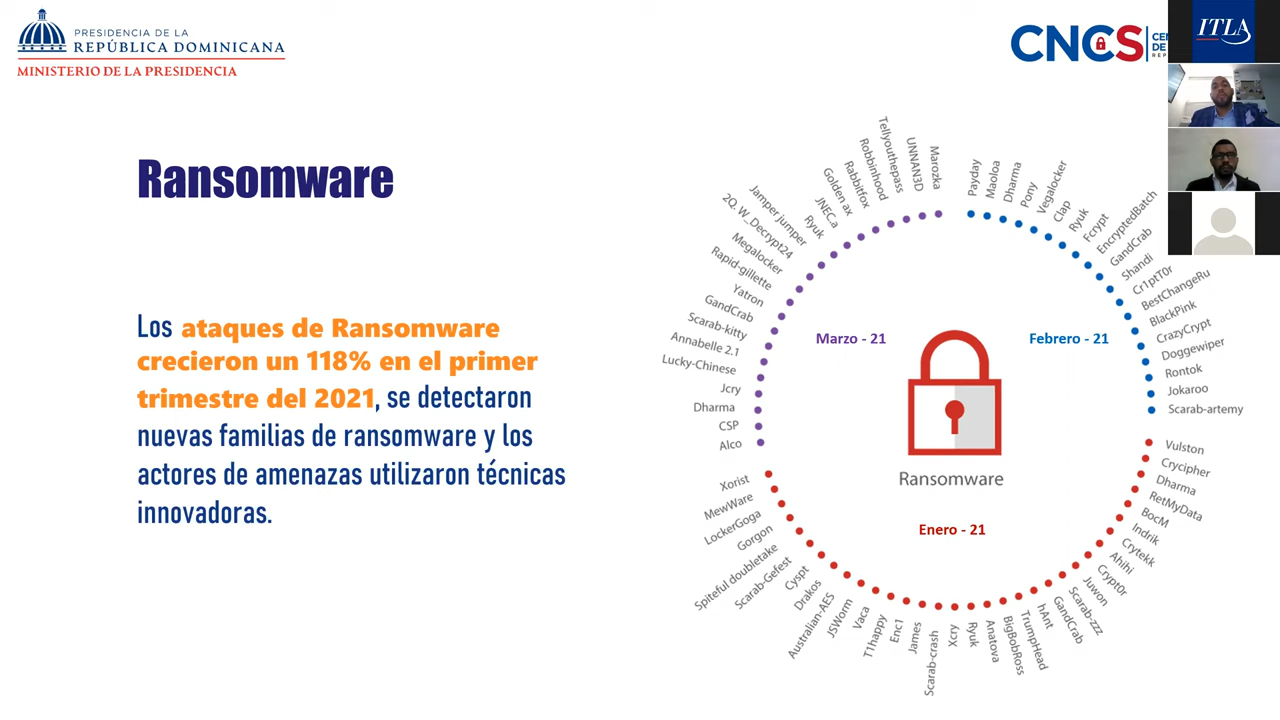 PRESIDENCIA DE LA
REPÚBLICA DOMINICANA
MINISTERIO DE LA PRESIDENCIA
CNCS
CEN
DE
REP
ITLA
Ransomware
Los ataques de Ransomware
crecieron un 118% en el primer
trimestre del 2021, se detectaron
nuevas familias de ransomware y los
actores de amenazas utilizaron técnicas
innovadoras.
Marzo - 21
Febrero - 21
Enero - 21
Ransomware
Payday
Maoloa
Dharma
Pony
Vegalocker
Clap
Ryuk
Fcrypt
EncryptedBatch
GandCrab
Shandi
Cr1ptT0r
BestChangeRu
BlackPink
CrazyCrypt
Doggewiper
Rontok
Jokaroo
Scarab-artemy
Vulston
Crycipher
Dharma
RetMyData
BocM
Indrik
Crytekk
Ahihi
Crypt0r
Juwon
Scarab-zzz
GandCrab
hAnt
TrumpHead
BigBobRoss
Anatova
Ryuk
Xcry
Scarab-crash
James
Enc1
T1happy
Vaca
JSWorm
Australian-AES
Drakos
Cyspt
Scarab-Gefest
Spiteful doubletake
Gorgon
LockerGoga
MewWare
Xorist
Alco
CSP
Dharma
Jcry
Lucky-Chinese
Annabelle 2.1
Scarab-kitty
GandCrab
Yatron
Rapid-gillette
Megalocker
2Q. W_Decrypt24
Jamper jumper
Ryuk
JNEC.a
Golden ax
Rabbitfox
Robbinhood
Tellyouthepass
UNNAN3D
Marozka